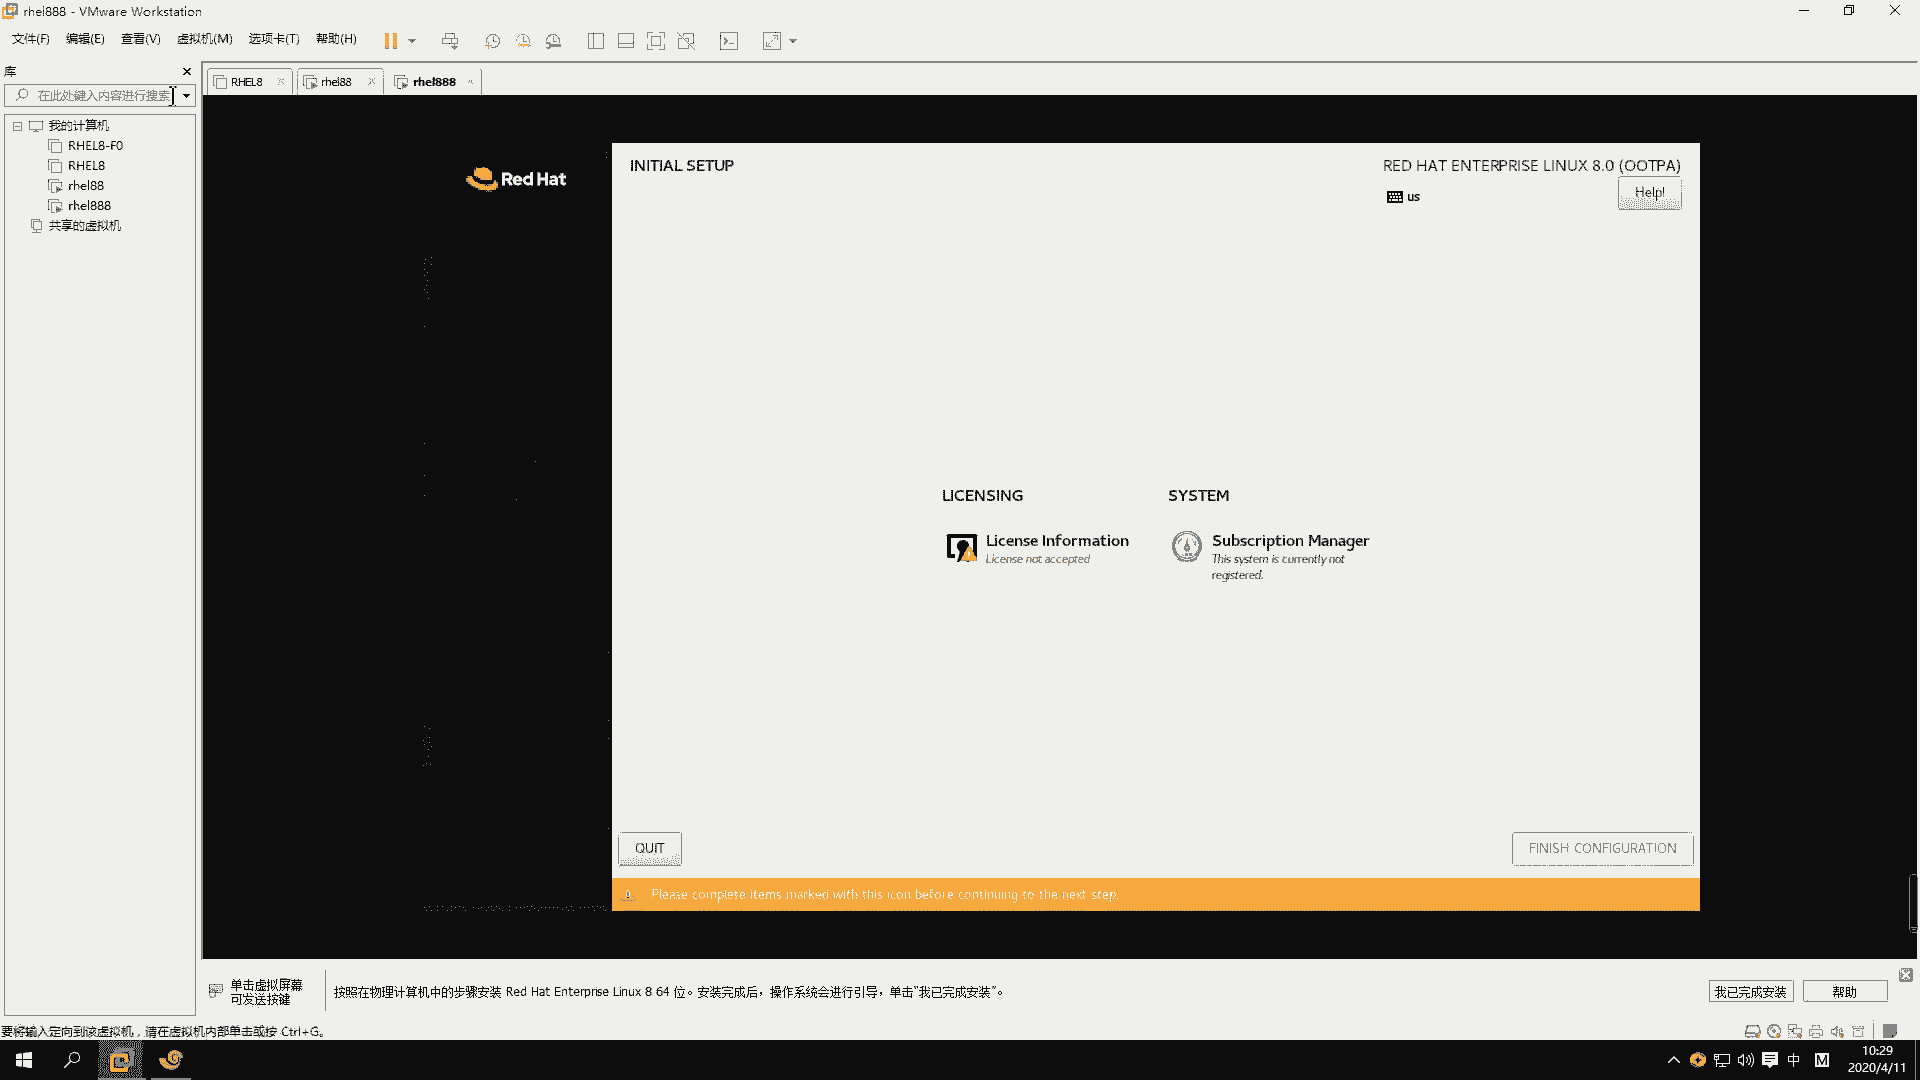 rhel888 - VMware Workstation
文件(F) 编辑(E) 查看(V) 虚拟机(M) 选项卡(T) 帮助(H)
库
在此处键入内容进行搜索
我的计算机
RHEL8-F0
RHEL8
rhel88
rhel888
共享的虚拟机
RHEL8 rhel88 rhel888
Red Hat
INITIAL SETUP
RED HAT ENTERPRISE LINUX 8.0 (OOTPA)
us
Help!
LICENSING
License Information
License not accepted
SYSTEM
Subscription Manager
This system is currently not
registered.
QUIT
FINISH CONFIGURATION
Please complete items marked with this icon before continuing to the next step.
单击虚拟屏幕
可发送按键
按照在物理计算机中的步骤安装 Red Hat Enterprise Linux 8 64 位。安装完成后，操作系统会进行引导，单击“我已完成安装”。
我已完成安装
帮助
要将输入定向到该虚拟机，请在虚拟机内部单击或按 Ctrl+G。
中
M
10:29
2020/4/11